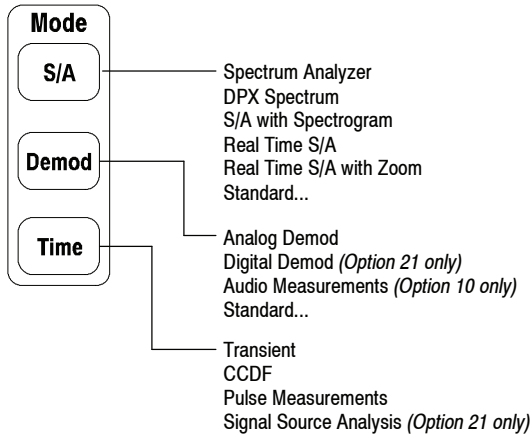 Mode
S/A
Spectrum Analyzer
DPX Spectrum
S/A with Spectrogram
Real Time S/A
Real Time S/A with Zoom
Standard...
Demod
Analog Demod
Digital Demod (Option 21 only)
Audio Measurements (Option 10 only)
Standard...
Time
Transient
CCDF
Pulse Measurements
Signal Source Analysis (Option 21 only)